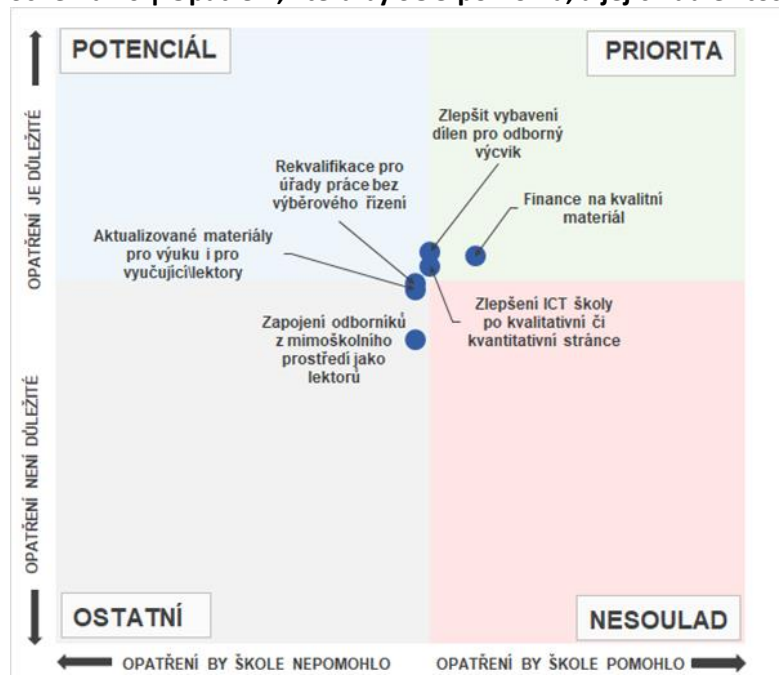 POTENCIÁL
PRIORITA
Zlepšit vybavení
dílen pro odborný
výcvik
Rekvalifikace pro
úřady práce bez
výběrového řízení
Finance na kvalitní
materiál
Aktualizované materiály
pro výuku i pro
vyučující\lektory
Zlepšení ICT školy
po kvalitativní či
kvantitativní stránce
Zapojení odborníků
z mimoškolního
prostředí jako
lektorů
OPATŘENÍ JE DŮLEŽITÉ
OPATŘENÍ NENÍ DŮLEŽITÉ
OSTATNÍ
NESOULAD
OPATŘENÍ BY ŠKOLE NEPOMOHLO
OPATŘENÍ BY ŠKOLE POMOHLO